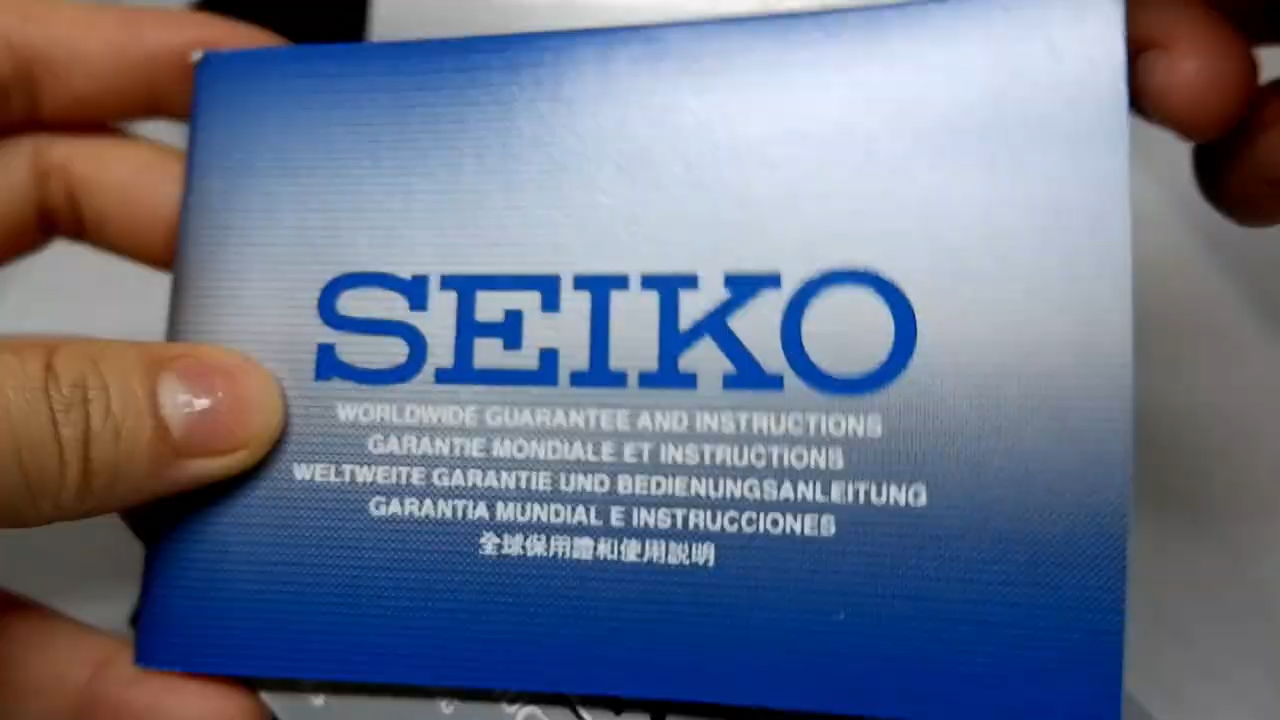 SEIKO
WORLDWIDE GUARANTEE AND INSTRUCTIONS
GARANTIE MONDIALE ET INSTRUCTIONS
WELTWEITE GARANTIE UND BEDIENUNGSANLEITUNG
GARANTIA MUNDIAL E INSTRUCCIONES
全球保用證和使用說明